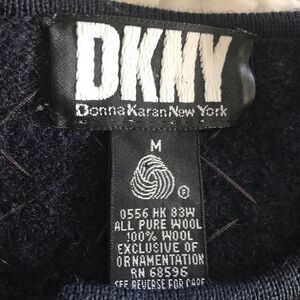 DKNY
Donna Karan New York
M
F
0556 HK 83W
ALL PURE WOOL
100% WOOL
EXCLUSIVE OF
ORNAMENTATION
RN 68596
SEE REVERSE FOR CARE